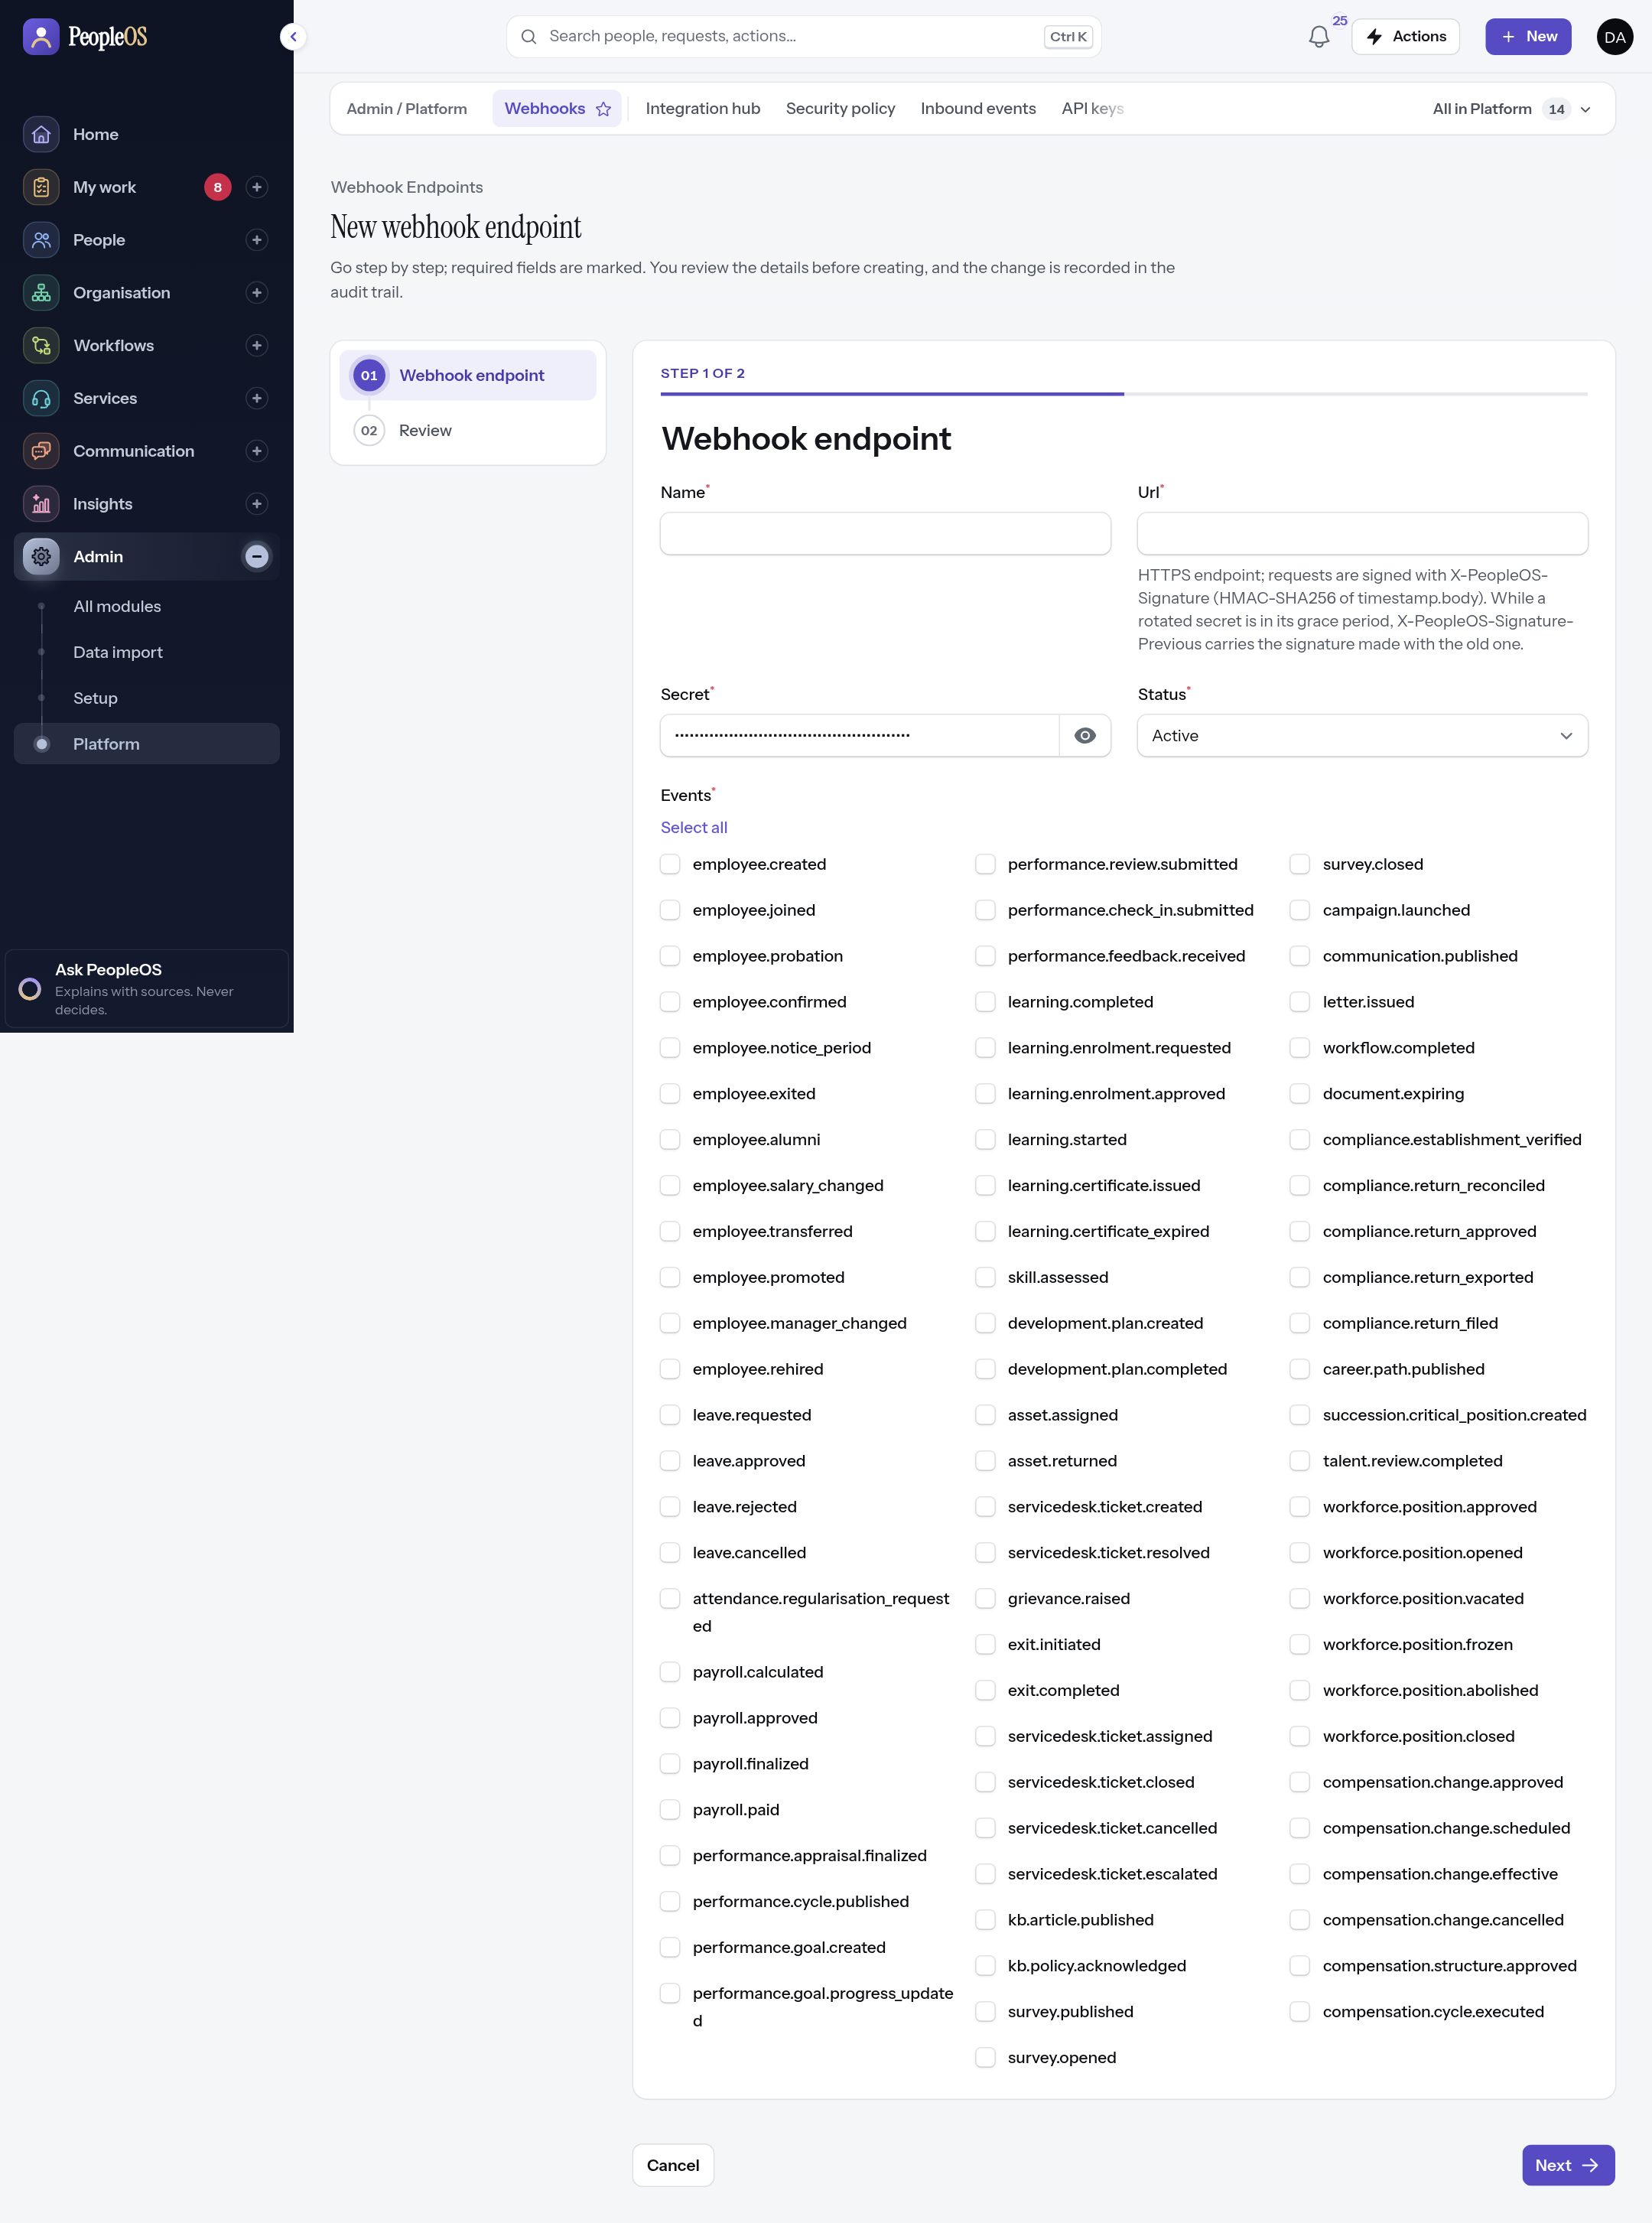 PeopleOS
Search people, requests, actions...
Ctrl K
25
Actions
New
DA
Home
My work
8
People
Organisation
Workflows
Services
Communication
Insights
Admin
All modules
Data import
Setup
Platform
Ask PeopleOS
Explains with sources. Never
decides.
Admin / Platform
Webhooks
Integration hub
Security policy
Inbound events
API keys
All in Platform
14
Webhook Endpoints
New webhook endpoint
Go step by step; required fields are marked. You review the details before creating, and the change is recorded in the
audit trail.
01
Webhook endpoint
02
Review
STEP 1 OF 2
Webhook endpoint
Name*
Url*
HTTPS endpoint; requests are signed with X-PeopleOS-
Signature (HMAC-SHA256 of timestamp.body). While a
rotated secret is in its grace period, X-PeopleOS-Signature-
Previous carries the signature made with the old one.
Secret*
Status*
Active
Events*
Select all
employee.created
employee.joined
employee.probation
employee.confirmed
employee.notice_period
employee.exited
employee.alumni
employee.salary_changed
employee.transferred
employee.promoted
employee.manager_changed
employee.rehired
leave.requested
leave.approved
leave.rejected
leave.cancelled
attendance.regularisation_request
ed
payroll.calculated
payroll.approved
payroll.finalized
payroll.paid
performance.appraisal.finalized
performance.cycle.published
performance.goal.created
performance.goal.progress_update
d
performance.review.submitted
performance.check_in.submitted
performance.feedback.received
learning.completed
learning.enrolment.requested
learning.enrolment.approved
learning.started
learning.certificate.issued
learning.certificate_expired
skill.assessed
development.plan.created
development.plan.completed
asset.assigned
asset.returned
servicedesk.ticket.created
servicedesk.ticket.resolved
grievance.raised
exit.initiated
exit.completed
servicedesk.ticket.assigned
servicedesk.ticket.closed
servicedesk.ticket.cancelled
servicedesk.ticket.escalated
kb.article.published
kb.policy.acknowledged
survey.published
survey.opened
survey.closed
campaign.launched
communication.published
letter.issued
workflow.completed
document.expiring
compliance.establishment_verified
compliance.return_reconciled
compliance.return_approved
compliance.return_exported
compliance.return_filed
career.path.published
succession.critical_position.created
talent.review.completed
workforce.position.approved
workforce.position.opened
workforce.position.vacated
workforce.position.frozen
workforce.position.abolished
workforce.position.closed
compensation.change.approved
compensation.change.scheduled
compensation.change.effective
compensation.change.cancelled
compensation.structure.approved
compensation.cycle.executed
Cancel
Next